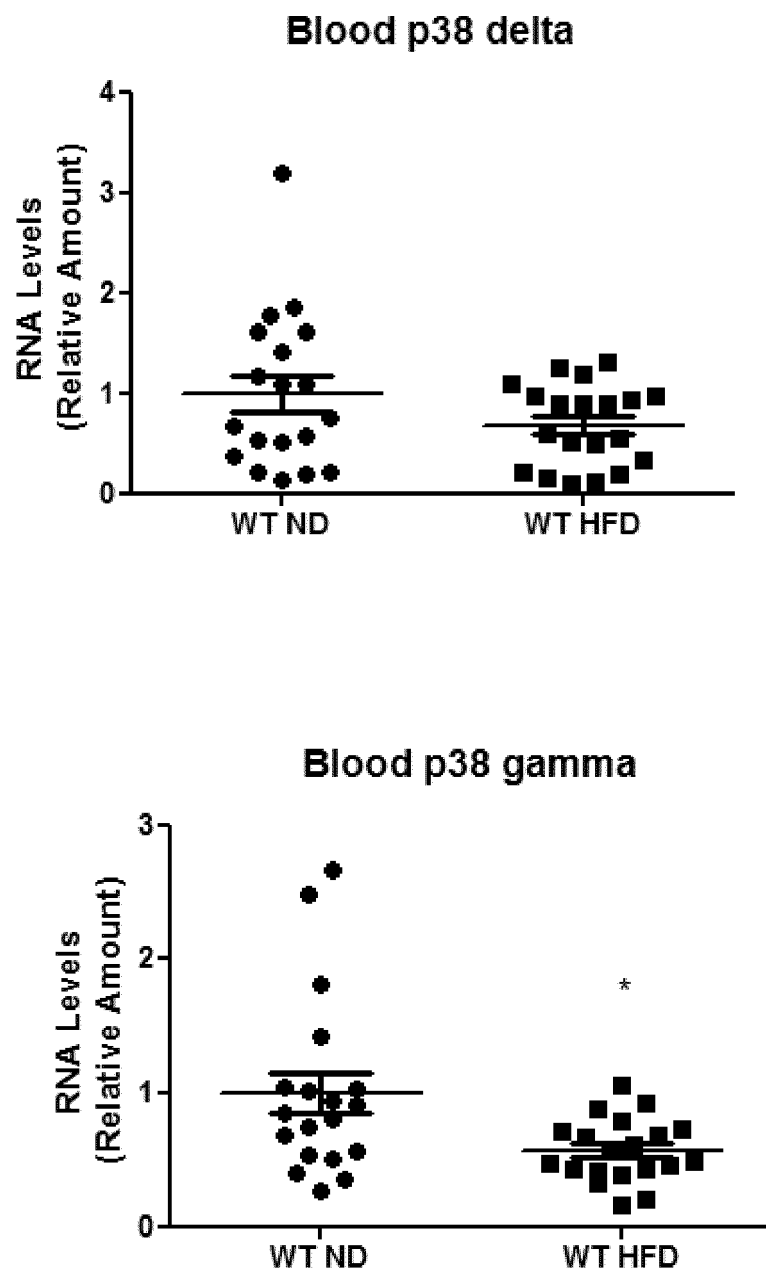 Blood p38 delta
RNA Levels
(Relative Amount)
4
3
2
1
0
WT ND WT HFD
Blood p38 gamma
RNA Levels
(Relative Amount)
3
2
*
1
0
WT ND WT HFD